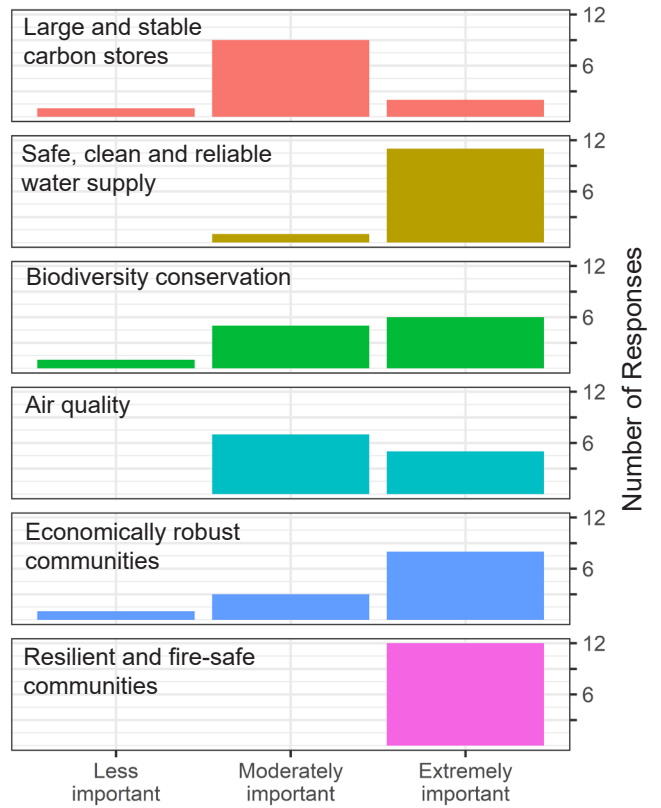 Large and stable
carbon stores
12
6
Safe, clean and reliable
water supply
12
6
Biodiversity conservation
12
6
Air quality
12
6
Economically robust
communities
12
6
Resilient and fire-safe
communities
12
6
Number of Responses
Less
important
Moderately
important
Extremely
important